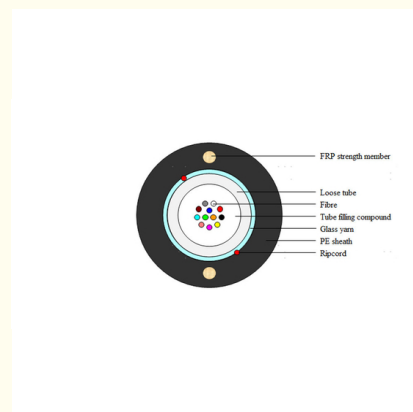 FRP strength member
Loose tube
Fibre
Tube filling compound
Glass yarn
PE sheath
Ripcord